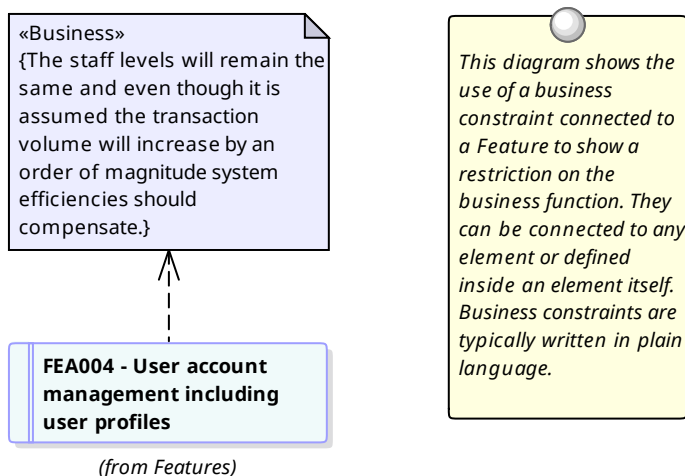 «Business»
{The staff levels will remain the
same and even though it is
assumed the transaction
volume will increase by an
order of magnitude system
efficiencies should
compensate.}
FEA004 - User account
management including
user profiles
(from Features)
This diagram shows the
use of a business
constraint connected to
a Feature to show a
restriction on the
business function. They
can be connected to any
element or defined
inside an element itself.
Business constraints are
typically written in plain
language.